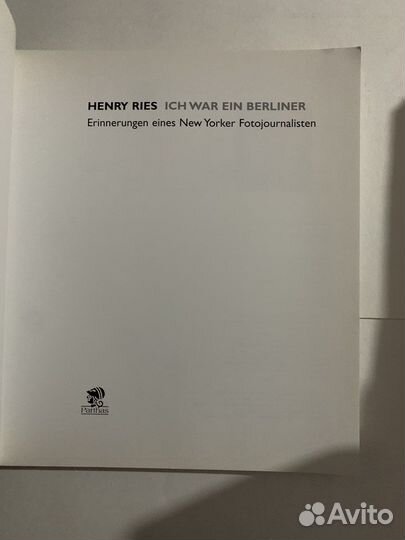 HENRY RIES ICH WAR EIN BERLINER
Erinnerungen eines New Yorker Fotojournalisten
Parthas
Avito